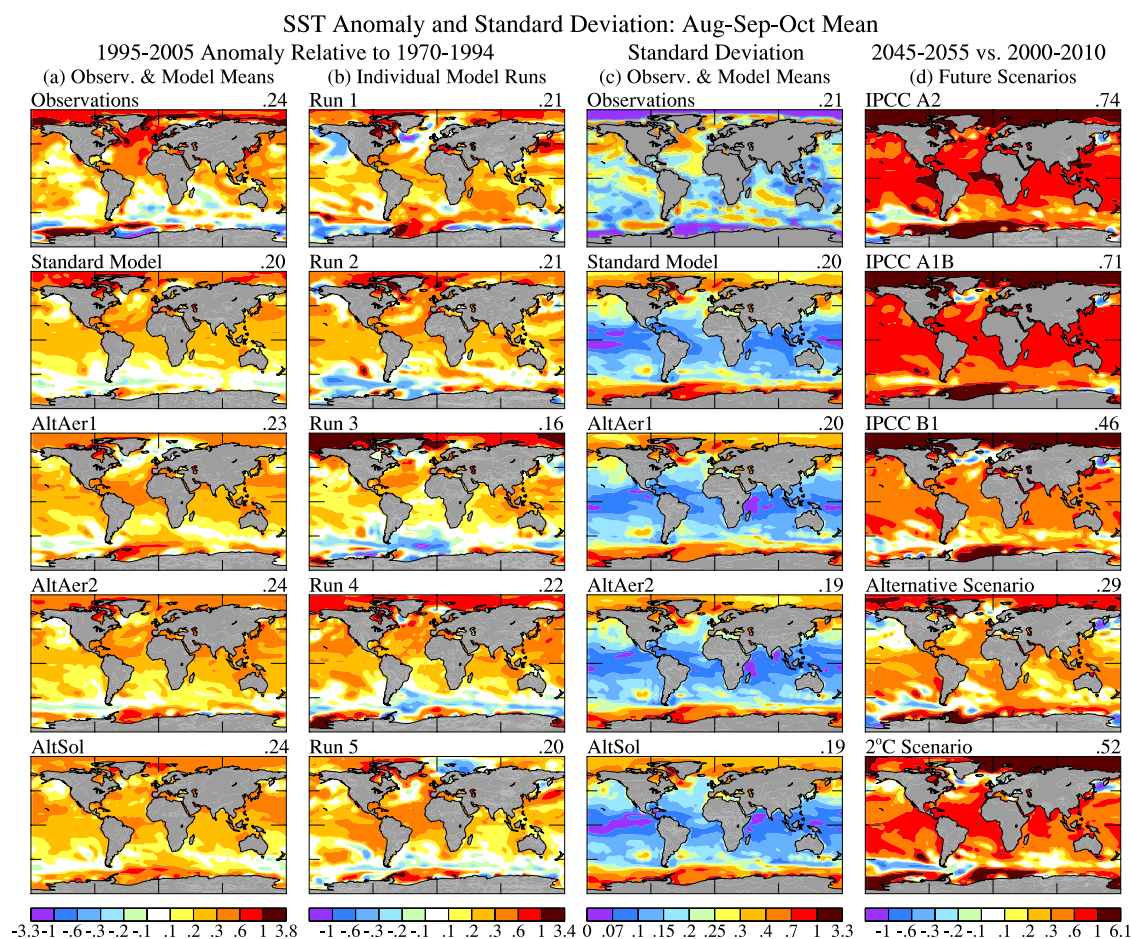 SST Anomaly and Standard Deviation: Aug-Sep-Oct Mean
1995-2005 Anomaly Relative to 1970-1994 Standard Deviation 2045-2055 vs. 2000-2010
(a) Observ. & Model Means (b) Individual Model Runs (c) Observ. & Model Means (d) Future Scenarios
Observations .24 Run 1 .21 Observations .21 IPCC A2 .74
Standard Model .20 Run 2 .21 Standard Model .20 IPCC A1B .71
AltAer1 .23 Run 3 .16 AltAer1 .20 IPCC B1 .46
AltAer2 .24 Run 4 .22 AltAer2 .19 Alternative Scenario .29
AltSol .24 Run 5 .20 AltSol .19 2°C Scenario .52
-3.3 -1 -.6 -.3 -.2 -.1 .1 .2 .3 .6 1 3.8 -1 -.6 -.3 -.2 -.1 .1 .2 .3 .6 1 3.4 0 .07 .1 .15 .2 .25 .3 .4 .7 1 3.3 -1 -.6 -.3 -.2 -.1 .1 .2 .3 .6 1 6.1